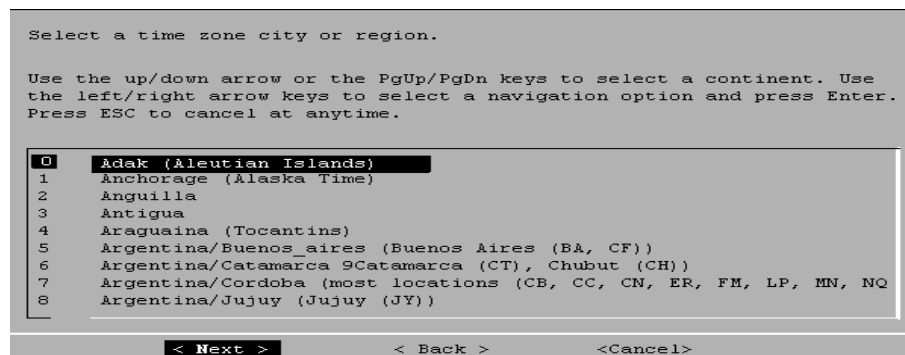 Select a time zone city or region.
Use the up/down arrow or the PgUp/PgDn keys to select a continent. Use
the left/right arrow keys to select a navigation option and press Enter.
Press ESC to cancel at anytime.
0 Adak (Aleutian Islands)
1 Anchorage (Alaska Time)
2 Anguilla
3 Antigua
4 Araguaina (Tocantins)
5 Argentina/Buenos_aires (Buenos Aires (BA, CF))
6 Argentina/Catamarca 9Catamarca (CT), Chubut (CH))
7 Argentina/Cordoba (most locations (CB, CC, CN, ER, FM, LP, MN, NQ
8 Argentina/Jujuy (Jujuy (JY))
< Next > < Back > <Cancel>